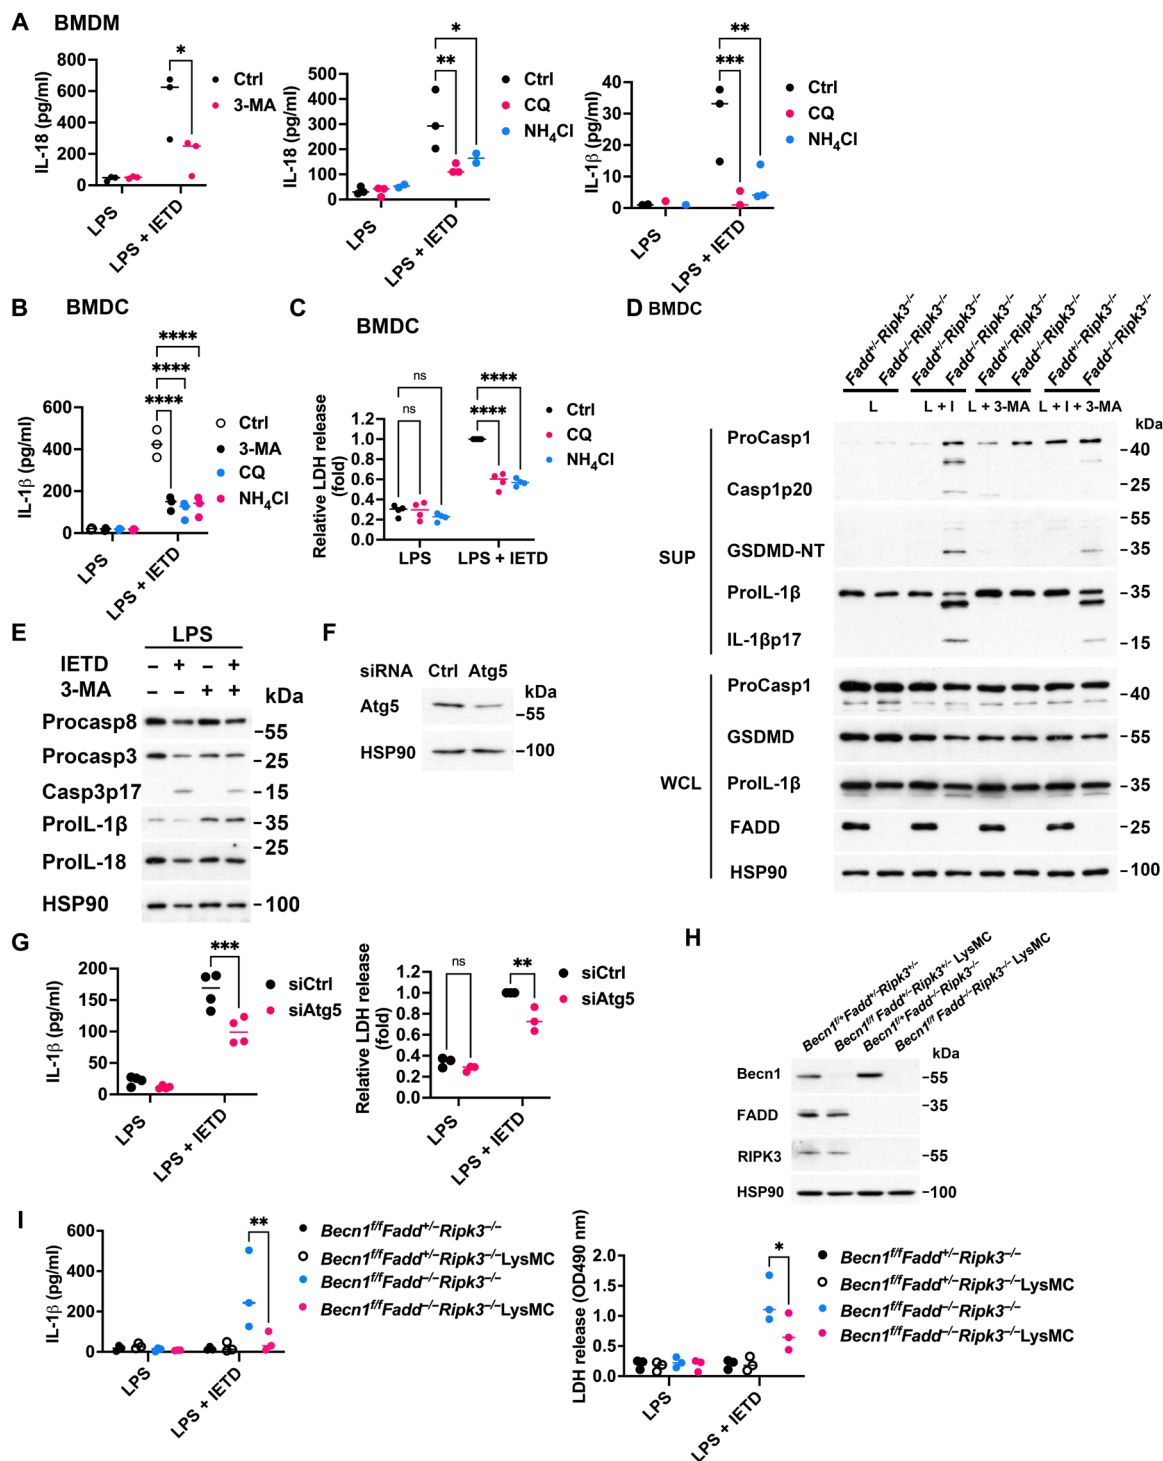 A BMDM
IL-18 (pg/ml)
800
600
400
200
0
*
Ctrl
3-MA
LPS
LPS + IETD
IL-18 (pg/ml)
500
400
300
200
100
0
*
**
Ctrl
CQ
NH4Cl
LPS
LPS + IETD
IL-1β (pg/ml)
40
30
20
10
0
**
***
Ctrl
CQ
NH4Cl
LPS
LPS + IETD
B BMDC
IL-1β (pg/ml)
600
400
200
0
****
****
****
Ctrl
3-MA
CQ
NH4Cl
LPS
LPS + IETD
C BMDC
Relative LDH release
(fold)
1.2
1.0
0.8
0.6
0.4
0.2
0.0
ns
ns
****
****
Ctrl
CQ
NH4Cl
LPS
LPS + IETD
D BMDC
Fadd+/–Ripk3–/–
Fadd–/–Ripk3–/–
Fadd+/–Ripk3–/–
Fadd–/–Ripk3–/–
Fadd+/–Ripk3–/–
Fadd–/–Ripk3–/–
Fadd+/–Ripk3–/–
Fadd–/–Ripk3–/–
L L + I L + 3-MA L + I + 3-MA
kDa
SUP
ProCasp1
–40
Casp1p20
–25
–55
GSDMD-NT
–35
ProIL-1β
–35
IL-1βp17
–15
WCL
ProCasp1
–40
GSDMD
–55
ProIL-1β
–35
FADD
–25
HSP90
–100
E
LPS
IETD – + – +
3-MA – – + +
kDa
Procasp8
–55
Procasp3
–25
Casp3p17
–15
ProIL-1β
–35
–25
ProIL-18
HSP90
–100
F
siRNA Ctrl Atg5
kDa
Atg5
–55
HSP90
–100
G
IL-1β (pg/ml)
200
150
100
50
0
***
siCtrl
siAtg5
LPS
LPS + IETD
Relative LDH release
(fold)
1.2
1.0
0.8
0.6
0.4
0.2
0.0
ns
**
siCtrl
siAtg5
LPS
LPS + IETD
H
Becn1f/+Fadd+/–Ripk3+/–
Becn1f/f Fadd+/–Ripk3+/– LysMC
Becn1f/+Fadd–/–Ripk3–/–
Becn1f/f Fadd–/–Ripk3–/– LysMC
kDa
Becn1
–55
–35
FADD
RIPK3
–55
HSP90
–100
I
IL-1β (pg/ml)
600
400
200
0
**
Becn1f/fFadd+/–Ripk3–/–
Becn1f/fFadd+/–Ripk3–/–LysMC
Becn1f/fFadd–/–Ripk3–/–
Becn1f/fFadd–/–Ripk3–/–LysMC
LPS
LPS + IETD
LDH release (OD490 nm)
2.0
1.5
1.0
0.5
0.0
*
Becn1f/fFadd+/–Ripk3–/–
Becn1f/fFadd+/–Ripk3–/–LysMC
Becn1f/fFadd–/–Ripk3–/–
Becn1f/fFadd–/–Ripk3–/–LysMC
LPS
LPS + IETD